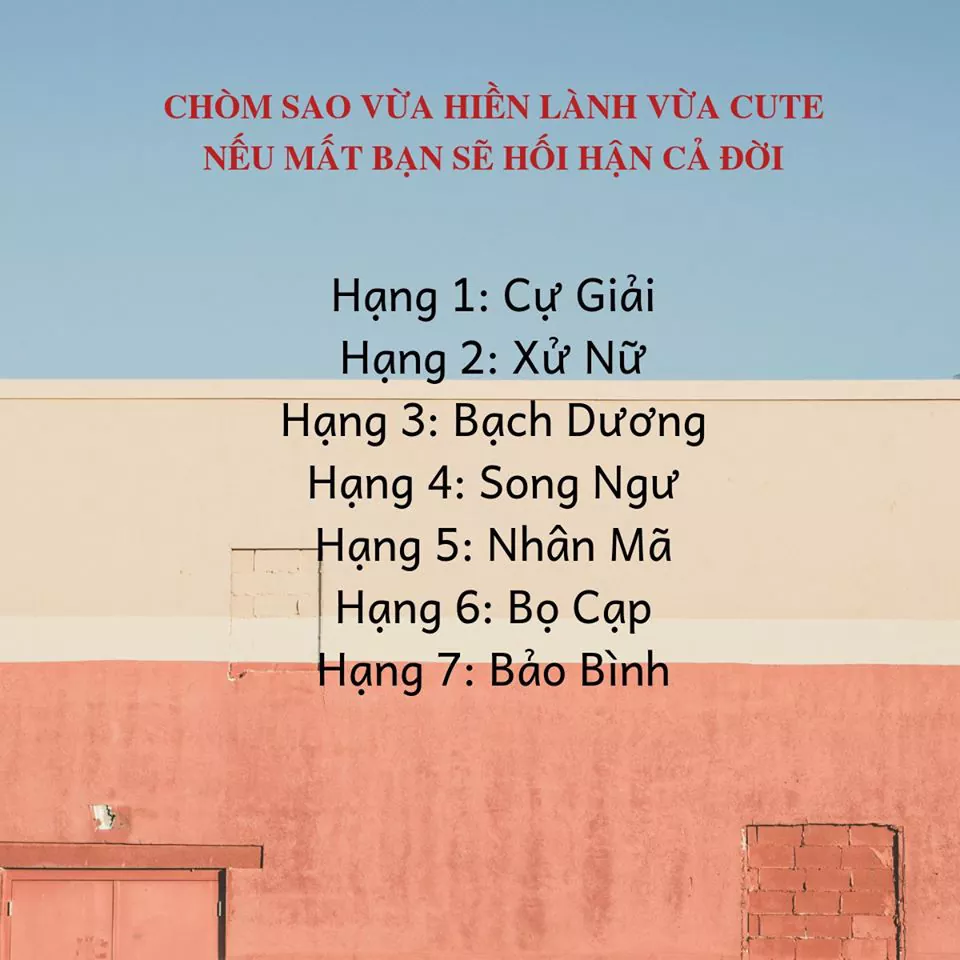 CHÒM SAO VỪA HIỀN LÀNH VỪA CUTE
NẾU MẤT BẠN SẼ HỐI HẬN CẢ ĐỜI
Hạng 1: Cự Giải
Hạng 2: Xử Nữ
Hạng 3: Bạch Dương
Hạng 4: Song Ngư
Hạng 5: Nhân Mã
Hạng 6: Bọ Cạp
Hạng 7: Bảo Bình